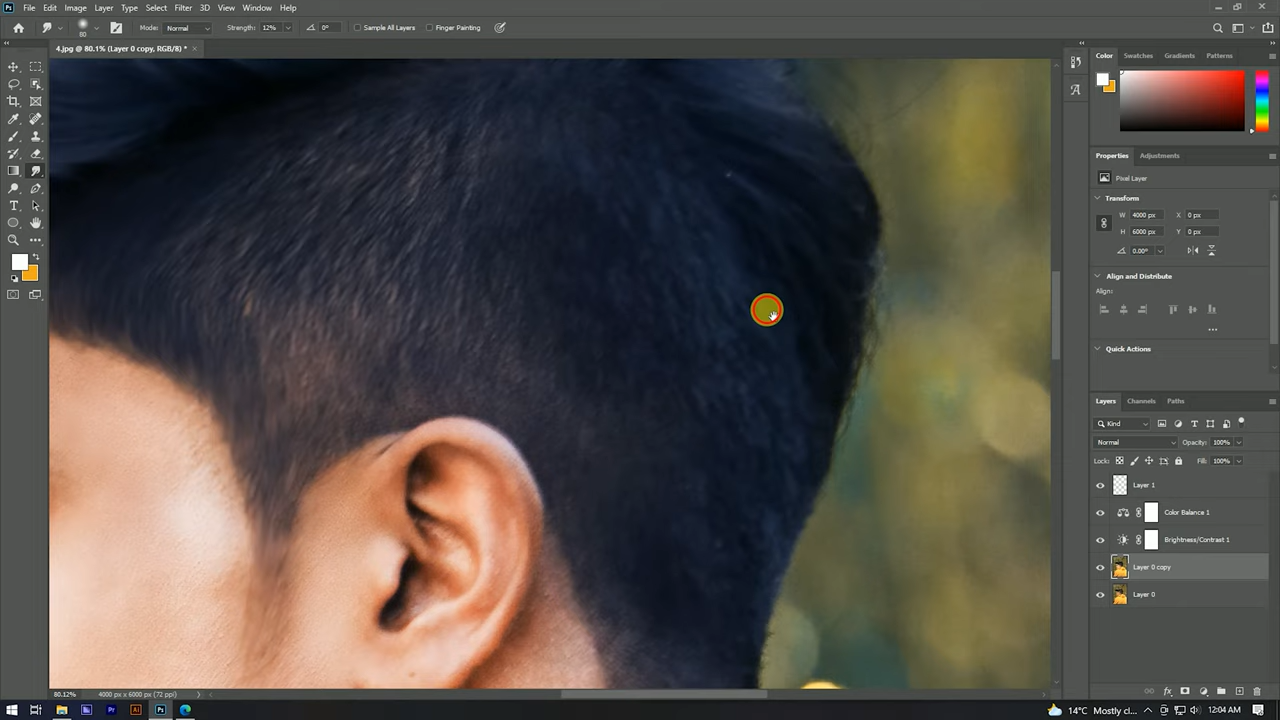 File Edit Image Layer Type Select Filter 3D View Window Help
80 Mode: Normal Strength: 12% 0° Sample All Layers Finger Painting
4.jpg @ 80.1% (Layer 0 copy, RGB/8) * ×
Color Swatches Gradients Patterns
Properties Adjustments
Pixel Layer
Transform
W 4000 px X 0 px
H 6000 px Y 0 px
0.00°
Align and Distribute
Align:
Quick Actions
Layers Channels Paths
Kind
Normal Opacity: 100%
Lock: Fill: 100%
Layer 1
Color Balance 1
Brightness/Contrast 1
Layer 0 copy
Layer 0
80.12% 4000 px x 6000 px (72 ppi)
14°C Mostly cl... 12:04 AM